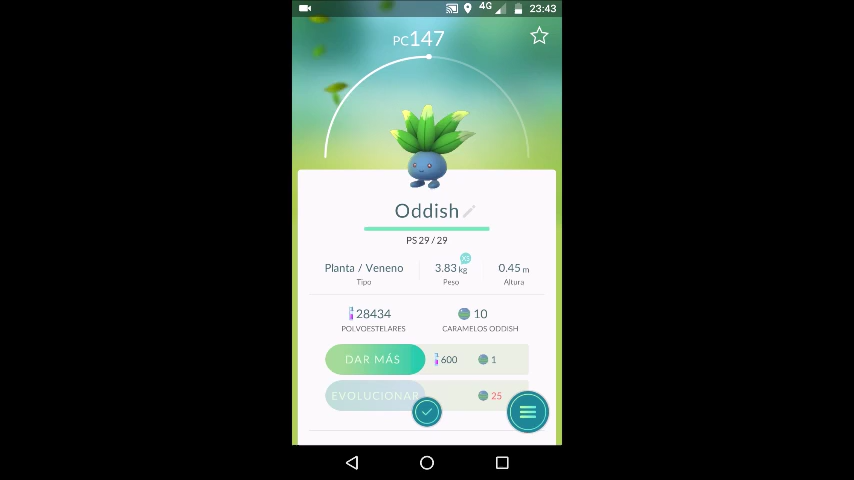 4G 23:43
PC147
Oddish
PS 29 / 29
Planta / Veneno
Tipo
XS
3.83 kg
Peso
0.45 m
Altura
28434
POLVOESTELARES
10
CARAMELOS ODDISH
DAR MÁS 600 1
EVOLUCIONAR 25